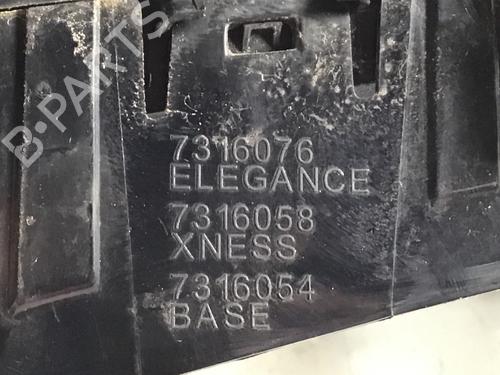 B-PARTS
7316076
ELEGANCE
7316058
XNESS
7316054
BASE